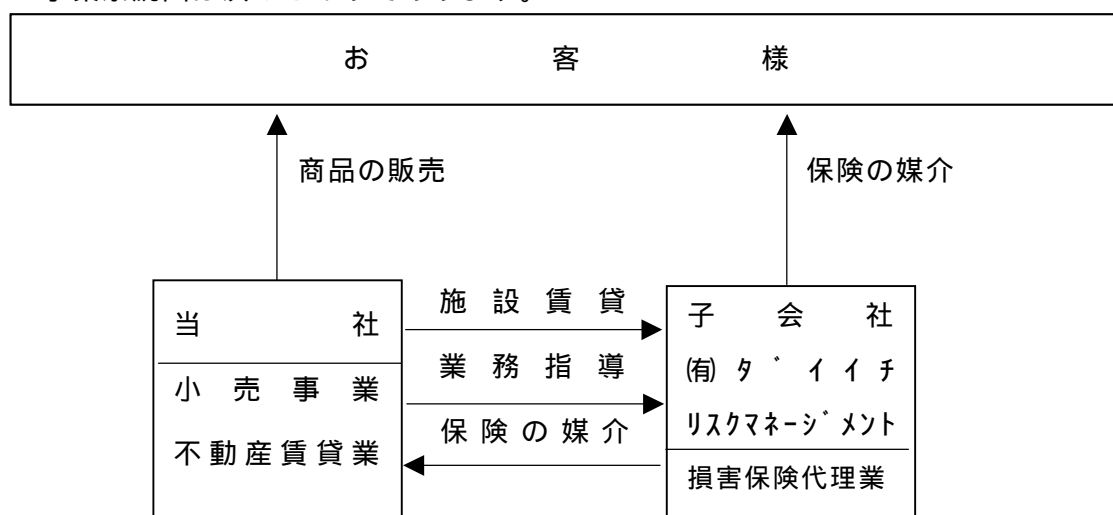 お客様
商品の販売
保険の媒介
当社
小売事業
不動産賃貸業
施設賃貸
業務指導
保険の媒介
子会社
㈲ダイイチ
ﾘｽｸﾏﾈｰｼﾞﾒﾝﾄ
損害保険代理業